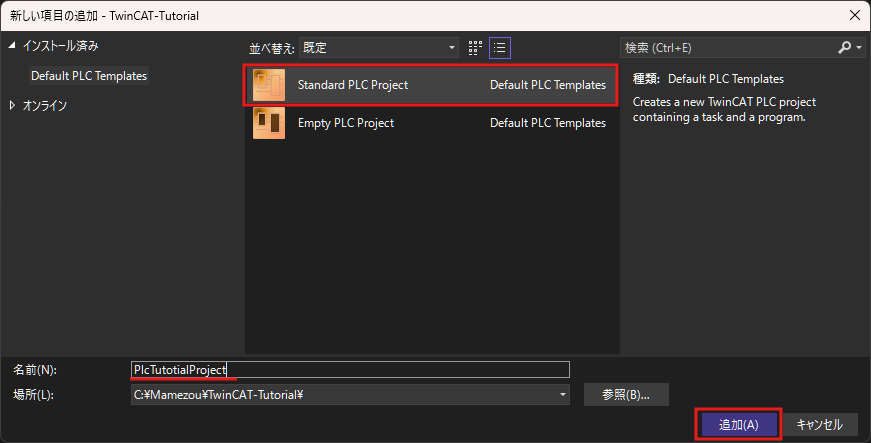 新しい項目の追加 - TwinCAT-Tutorial
インストール済み
Default PLC Templates
オンライン
並べ替え: 既定
Standard PLC Project Default PLC Templates
Empty PLC Project Default PLC Templates
検索 (Ctrl+E)
種類: Default PLC Templates
Creates a new TwinCAT PLC project
containing a task and a program.
名前(N): PlcTutotialProject
場所(L): C:¥Mamezou¥TwinCAT-Tutorial¥ 参照(B)...
追加(A) キャンセル